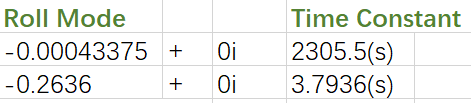 Roll Mode Time Constant
-0.00043375 + 0i 2305.5(s)
-0.2636 + 0i 3.7936(s)